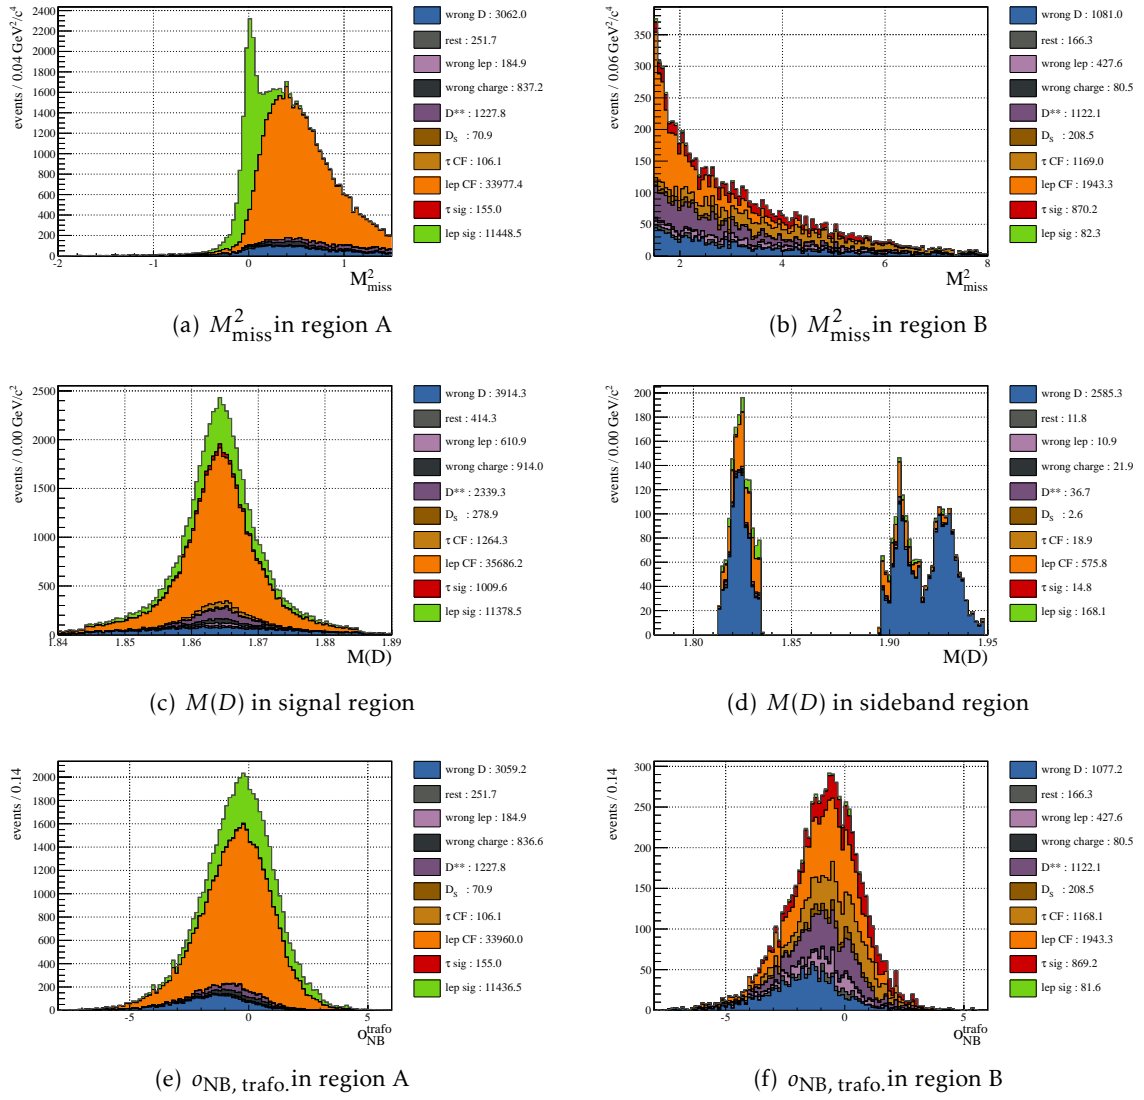 events / 0.04 GeV²/c⁴
2400
2200
2000
1800
1600
1400
1200
1000
800
600
400
200
0
-2 -1 0 1
M²miss
wrong D : 3062.0
rest : 251.7
wrong lep : 184.9
wrong charge : 837.2
D** : 1227.8
Dₛ : 70.9
τ CF : 106.1
lep CF : 33977.4
τ sig : 155.0
lep sig : 11448.5
(a) M²miss in region A
events / 0.06 GeV²/c⁴
350
300
250
200
150
100
50
0
2 4 6 8
M²miss
wrong D : 1081.0
rest : 166.3
wrong lep : 427.6
wrong charge : 80.5
D** : 1122.1
Dₛ : 208.5
τ CF : 1169.0
lep CF : 1943.3
τ sig : 870.2
lep sig : 82.3
(b) M²miss in region B
events / 0.00 GeV/c²
2500
2000
1500
1000
500
0
1.84 1.85 1.86 1.87 1.88 1.89
M(D)
wrong D : 3914.3
rest : 414.3
wrong lep : 610.9
wrong charge : 914.0
D** : 2339.3
Dₛ : 278.9
τ CF : 1264.3
lep CF : 35686.2
τ sig : 1009.6
lep sig : 11378.5
(c) M(D) in signal region
events / 0.00 GeV/c²
200
180
160
140
120
100
80
60
40
20
0
1.80 1.85 1.90 1.95
M(D)
wrong D : 2585.3
rest : 11.8
wrong lep : 10.9
wrong charge : 21.9
D** : 36.7
Dₛ : 2.6
τ CF : 18.9
lep CF : 575.8
τ sig : 14.8
lep sig : 168.1
(d) M(D) in sideband region
events / 0.14
2000
1800
1600
1400
1200
1000
800
600
400
200
0
-5 0 5
o trafo NB
wrong D : 3059.2
rest : 251.7
wrong lep : 184.9
wrong charge : 836.6
D** : 1227.8
Dₛ : 70.9
τ CF : 106.1
lep CF : 33960.0
τ sig : 155.0
lep sig : 11436.5
(e) oNB, trafo. in region A
events / 0.14
300
250
200
150
100
50
0
-5 0 5
o trafo NB
wrong D : 1077.2
rest : 166.3
wrong lep : 427.6
wrong charge : 80.5
D** : 1122.1
Dₛ : 208.5
τ CF : 1168.1
lep CF : 1943.3
τ sig : 869.2
lep sig : 81.6
(f) oNB, trafo. in region B